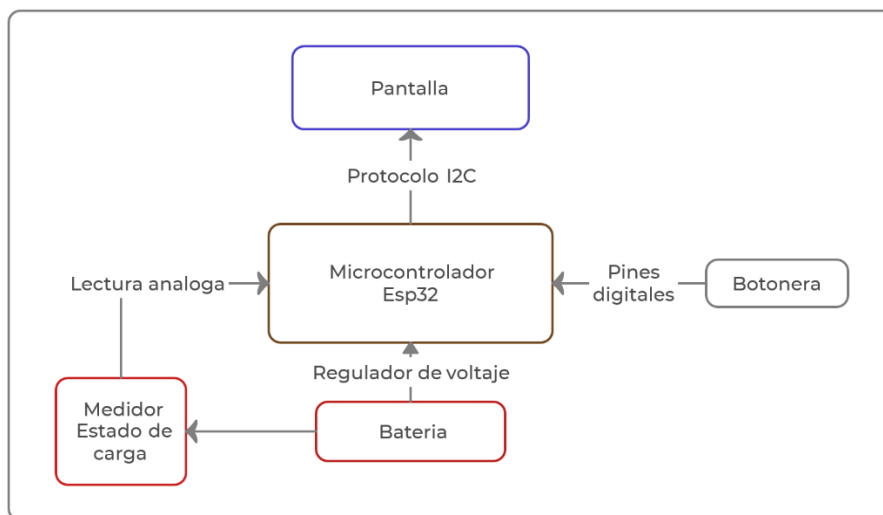 Pantalla
Protocolo I2C
Microcontrolador
Esp32
Lectura analoga
Pines
digitales
Botonera
Regulador de voltaje
Medidor
Estado de
carga
Bateria